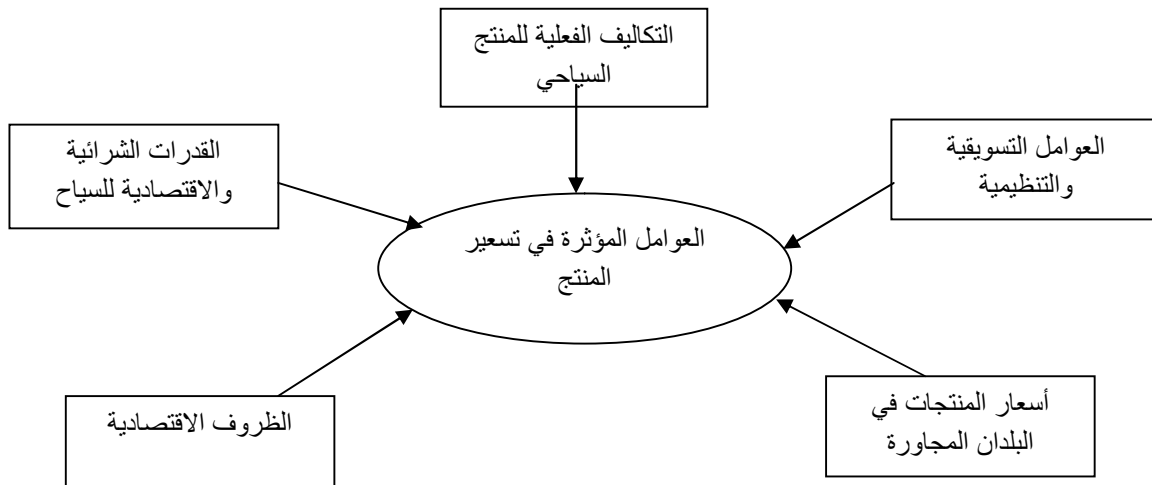 التكاليف الفعلية للمنتج
السياحي
العوامل التسويقية
والتنظيمية
القدرات الشرائية
والاقتصادية للسياح
العوامل المؤثرة في تسعير
المنتج
أسعار المنتجات في
البلدان المجاورة
الظروف الاقتصادية